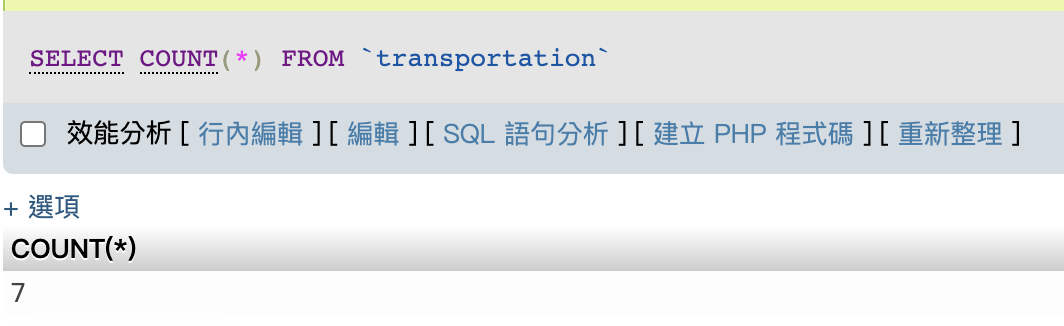 SELECT COUNT(*) FROM `transportation`
效能分析 [ 行內編輯 ] [ 編輯 ] [ SQL 語句分析 ] [ 建立 PHP 程式碼 ] [ 重新整理 ]
+ 選項
COUNT(*)
7